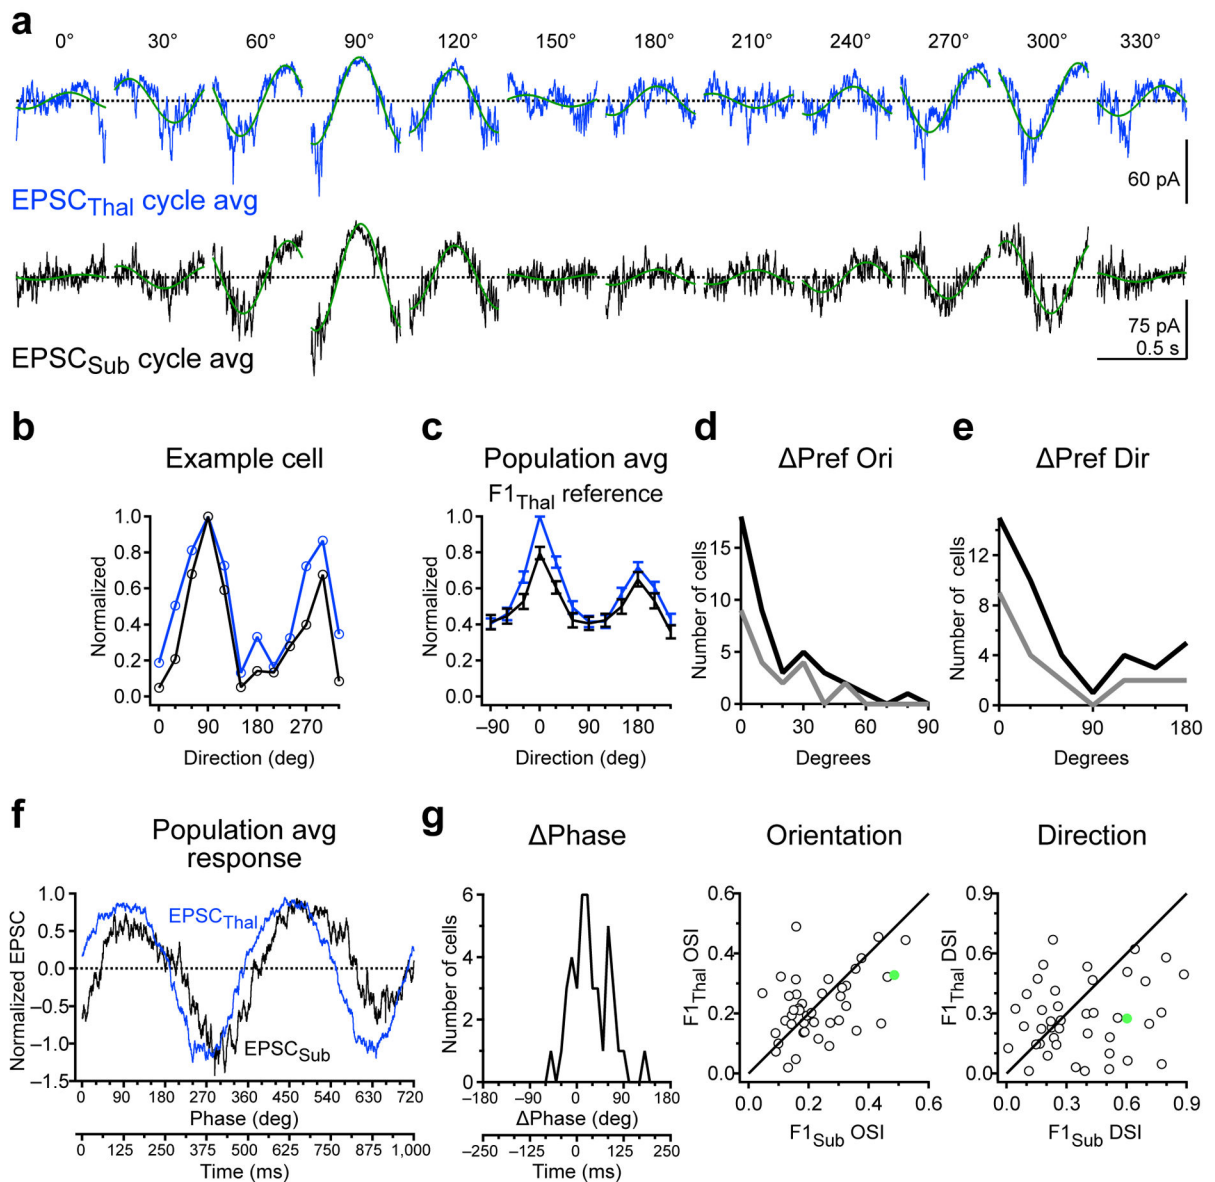 a
0° 30° 60° 90° 120° 150° 180° 210° 240° 270° 300° 330°
60 pA
EPSCThal cycle avg
75 pA
0.5 s
EPSCSub cycle avg
b
Example cell
Normalized
1.0
0.8
0.6
0.4
0.2
0.0
0 90 180 270
Direction (deg)
c
Population avg
F1Thal reference
Normalized
1.0
0.8
0.6
0.4
0.2
0.0
–90 0 90 180
Direction (deg)
d
ΔPref Ori
Number of cells
15
10
5
0
0 30 60 90
Degrees
e
ΔPref Dir
Number of cells
12
8
4
0
0 90 180
Degrees
f
Population avg
response
Normalized EPSC
1.0
0.5
0.0
–0.5
–1.0
–1.5
EPSCThal
EPSCSub
0 90 180 270 360 450 540 630 720
Phase (deg)
0 125 250 375 500 625 750 875 1,000
Time (ms)
g
ΔPhase
Number of cells
6
4
2
0
-180 -90 0 90 180
ΔPhase (deg)
–250 –125 0 125 250
Time (ms)
Orientation
F1Thal OSI
0.6
0.4
0.2
0.0
0.0 0.2 0.4 0.6
F1Sub OSI
Direction
F1Thal DSI
0.9
0.6
0.3
0.0
0.0 0.3 0.6 0.9
F1Sub DSI